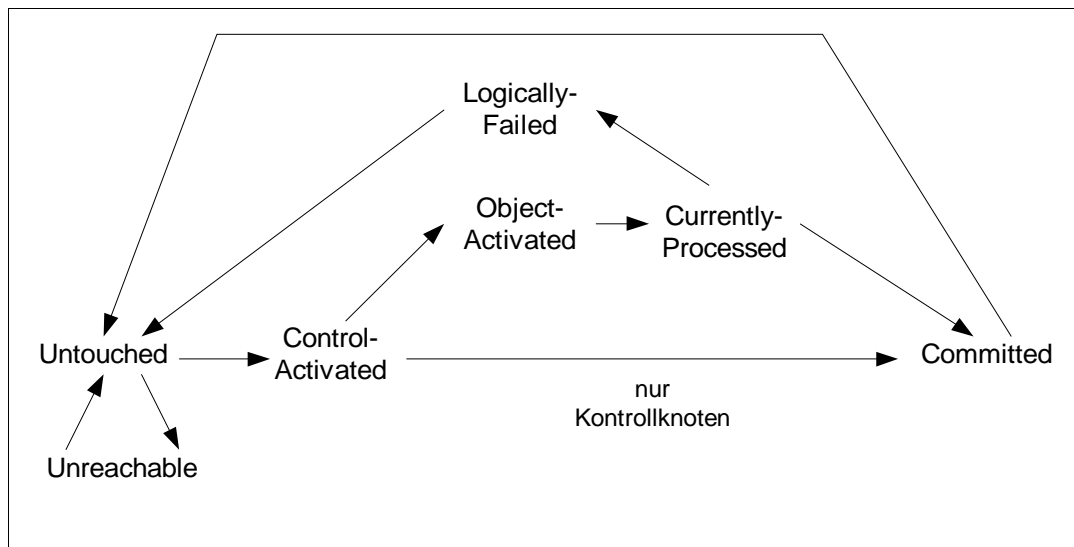 Logically-
Failed
Object-
Activated
Currently-
Processed
Untouched
Control-
Activated
Committed
nur
Kontrollknoten
Unreachable